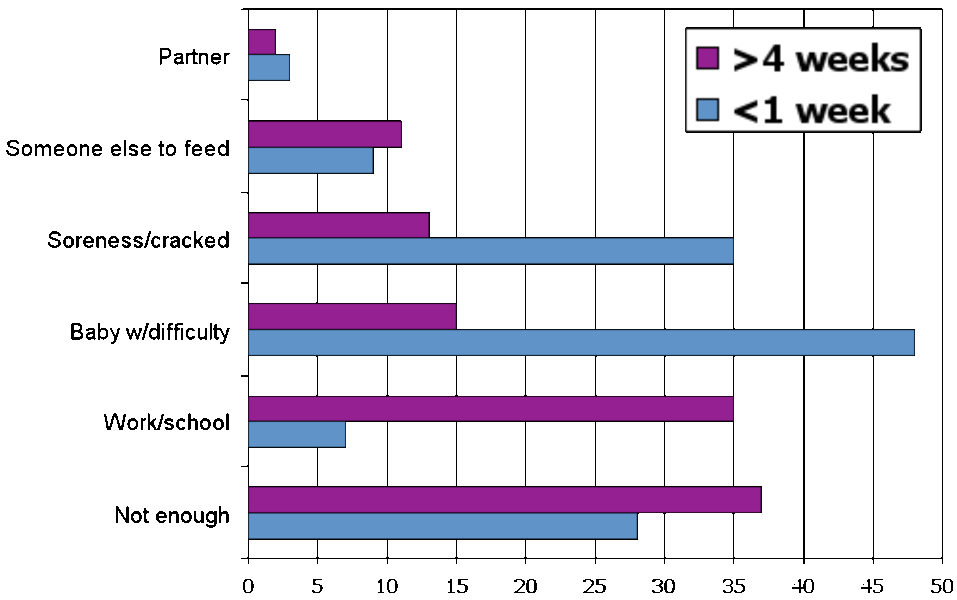 Partner
Someone else to feed
Soreness/cracked
Baby w/difficulty
Work/school
Not enough
>4 weeks
<1 week
0 5 10 15 20 25 30 35 40 45 50